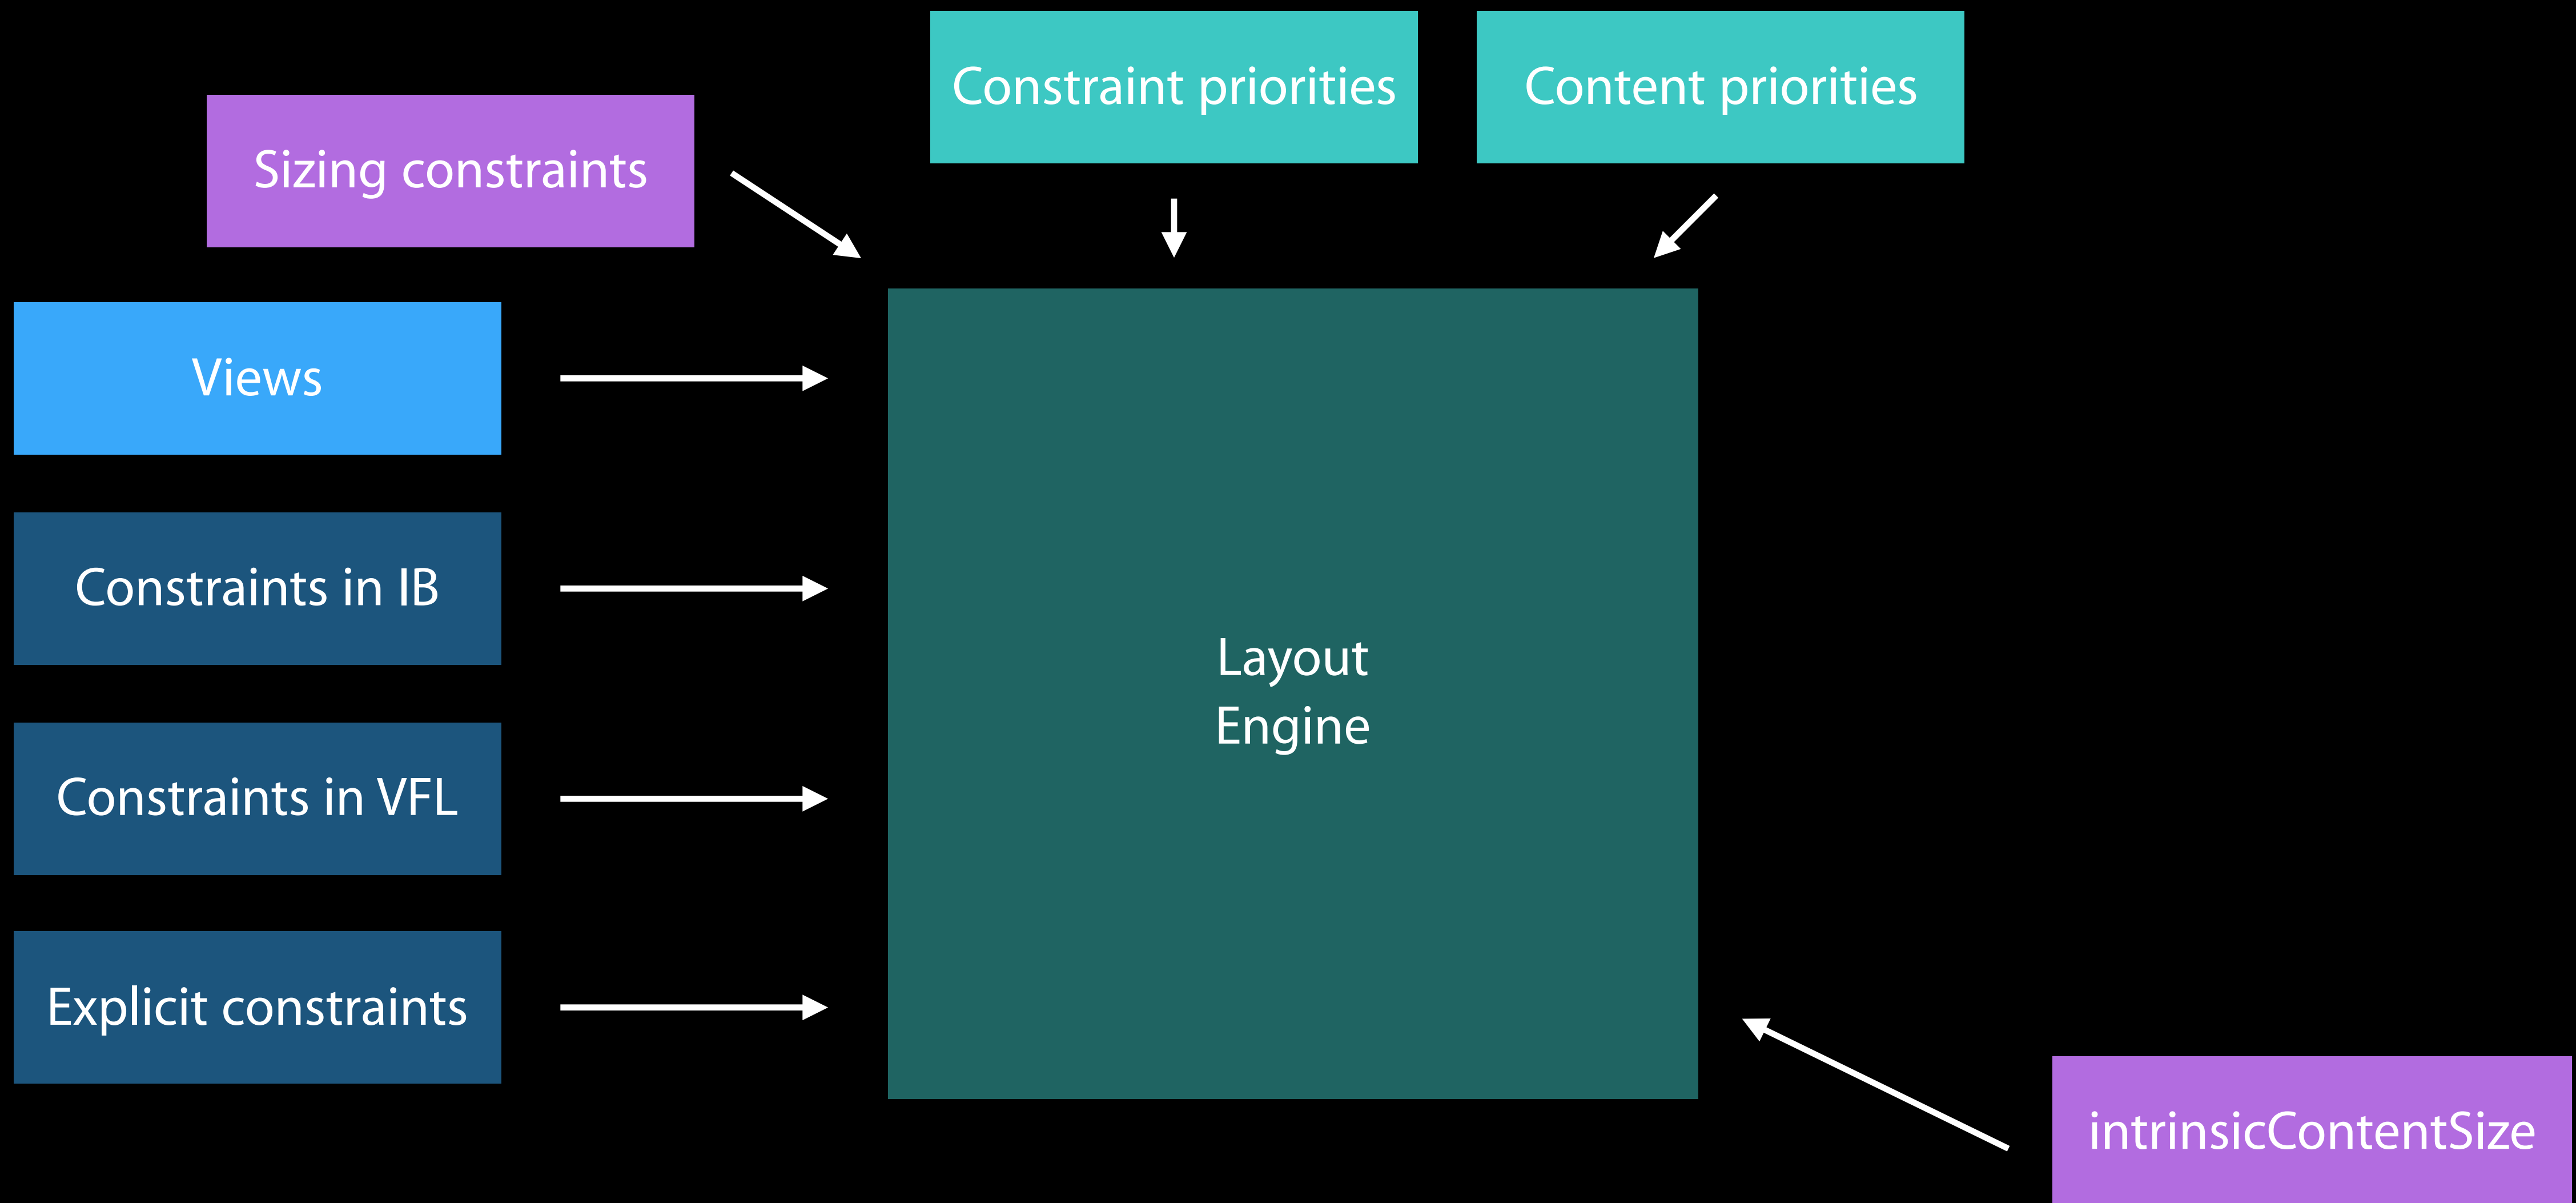 Constraint priorities
Content priorities
Sizing constraints
Views
Constraints in IB
Constraints in VFL
Explicit constraints
Layout
Engine
intrinsicContentSize